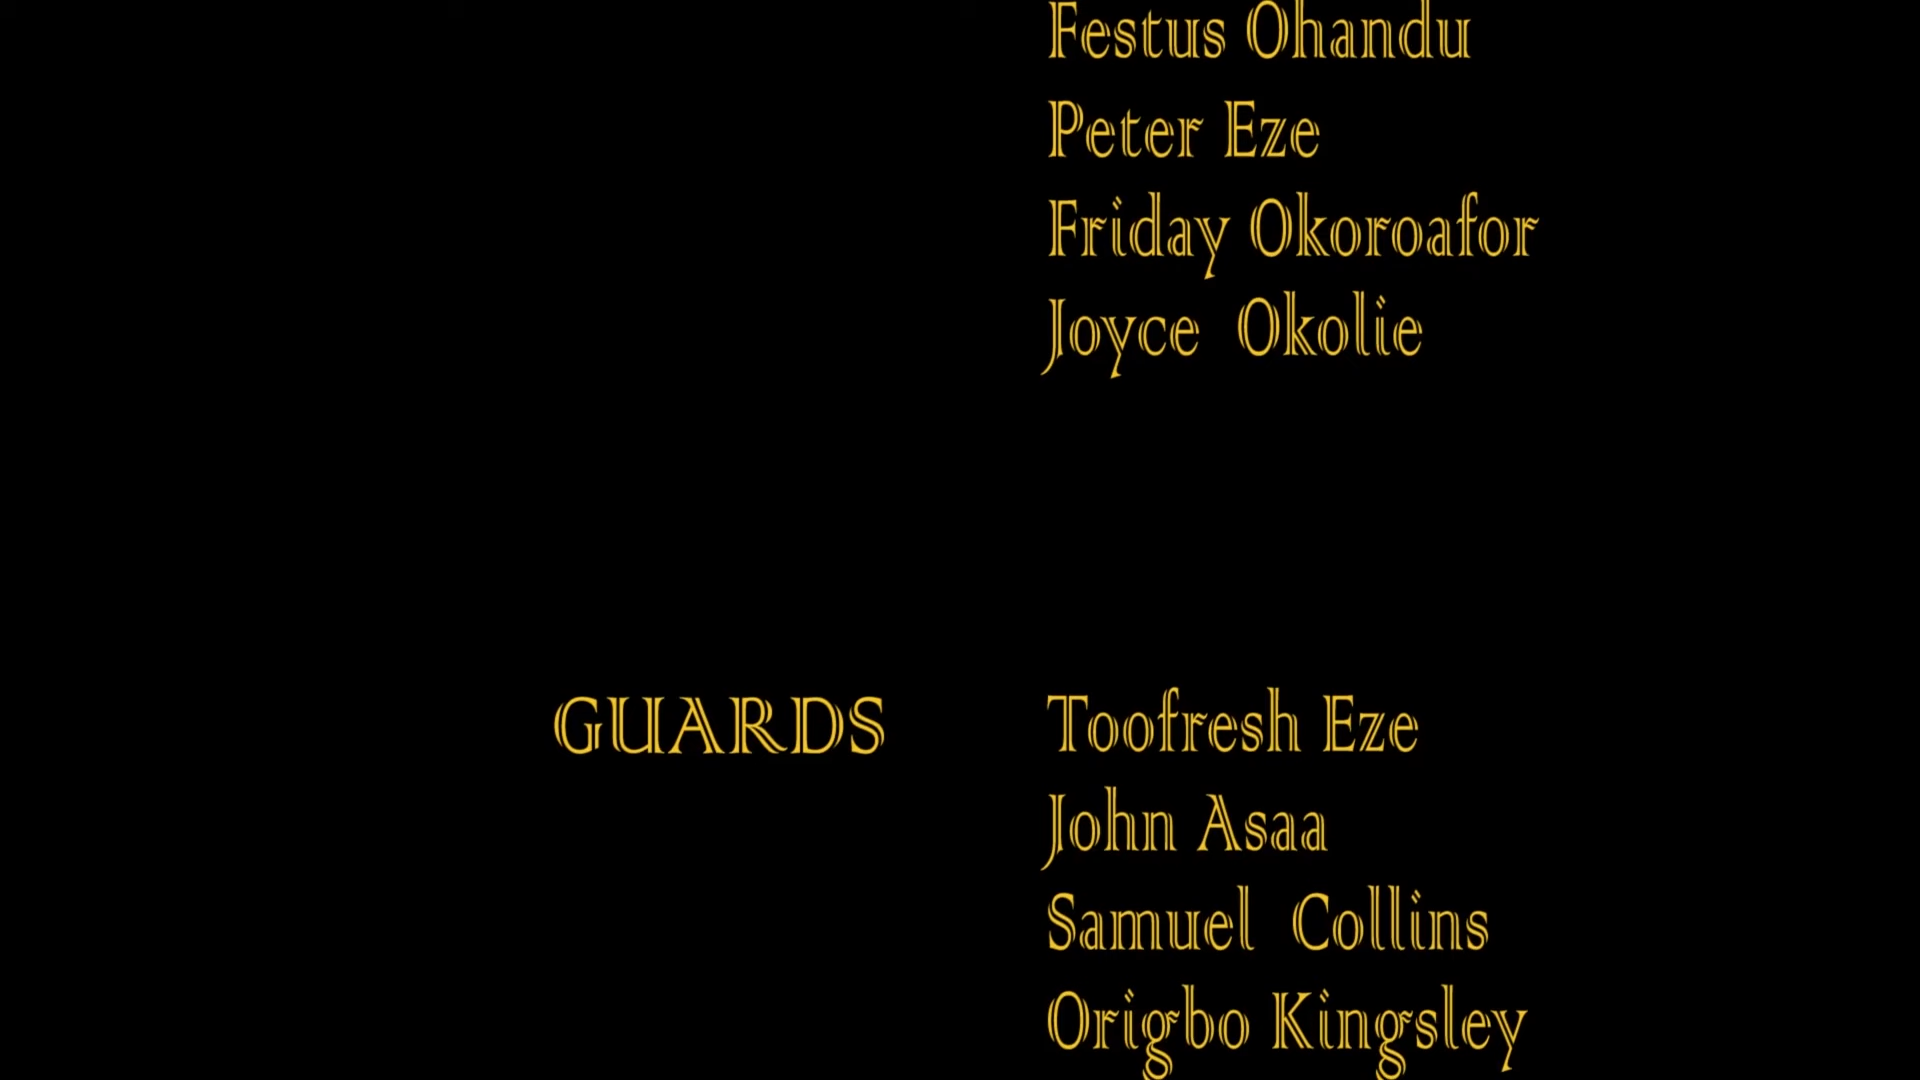 Festus Ohandu
Peter Eze
Friday Okoroafor
Joyce Okolie
GUARDS Toofresh Eze
John Asaa
Samuel Collins
Origbo Kingsley